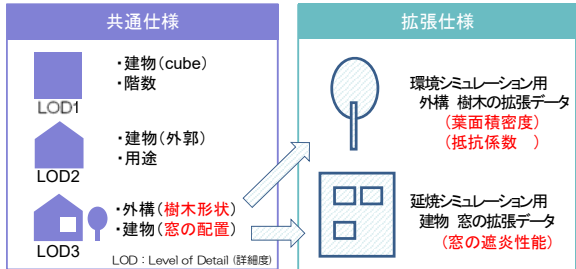 共通仕様
・建物(cube)
・階数
LOD1
・建物(外郭)
・用途
LOD2
・外構(樹木形状)
・建物(窓の配置)
LOD3
LOD:Level of Detail (詳細度)
拡張仕様
環境シミュレーション用
外構 樹木の拡張データ
(葉面積密度)
(抵抗係数 )
延焼シミュレーション用
建物 窓の拡張データ
(窓の遮炎性能)